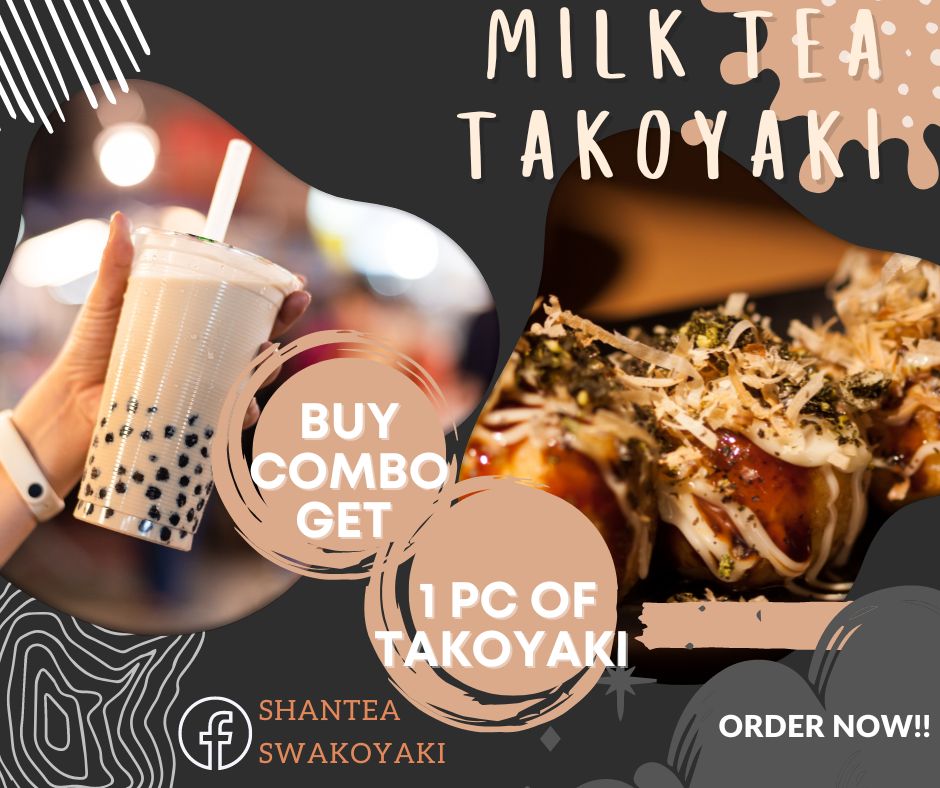 MILK TEA
TAKOYAKI
BUY
COMBO
GET
1 PC OF
TAKOYAKI
SHANTEA
SWAKOYAKI
ORDER NOW!!